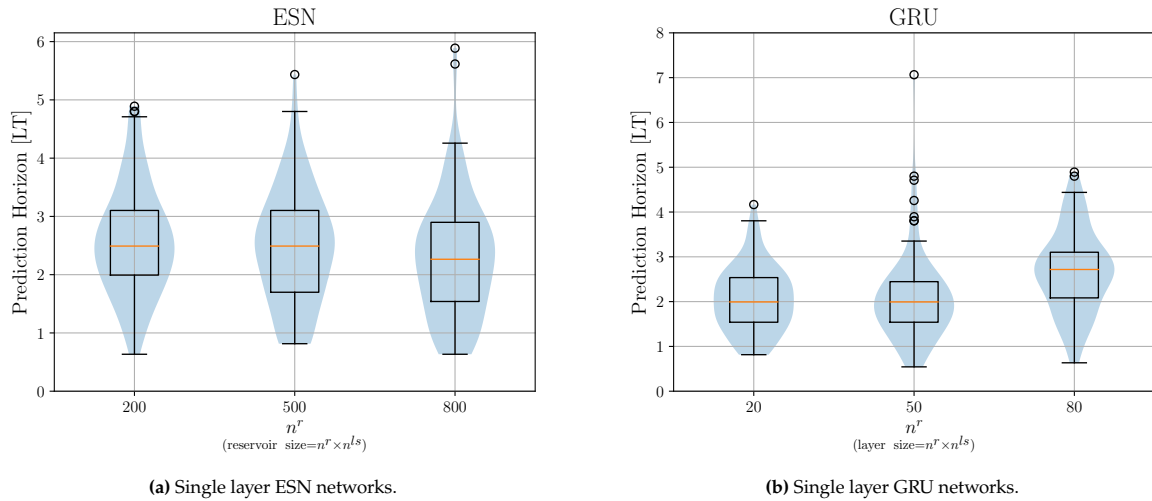 ESN
Prediction Horizon [LT]
6
5
4
3
2
1
0
200 500 800
n^r
(reservoir size=n^r×n^ls)
(a) Single layer ESN networks.
GRU
Prediction Horizon [LT]
8
7
6
5
4
3
2
1
0
20 50 80
n^r
(layer size=n^r×n^ls)
(b) Single layer GRU networks.